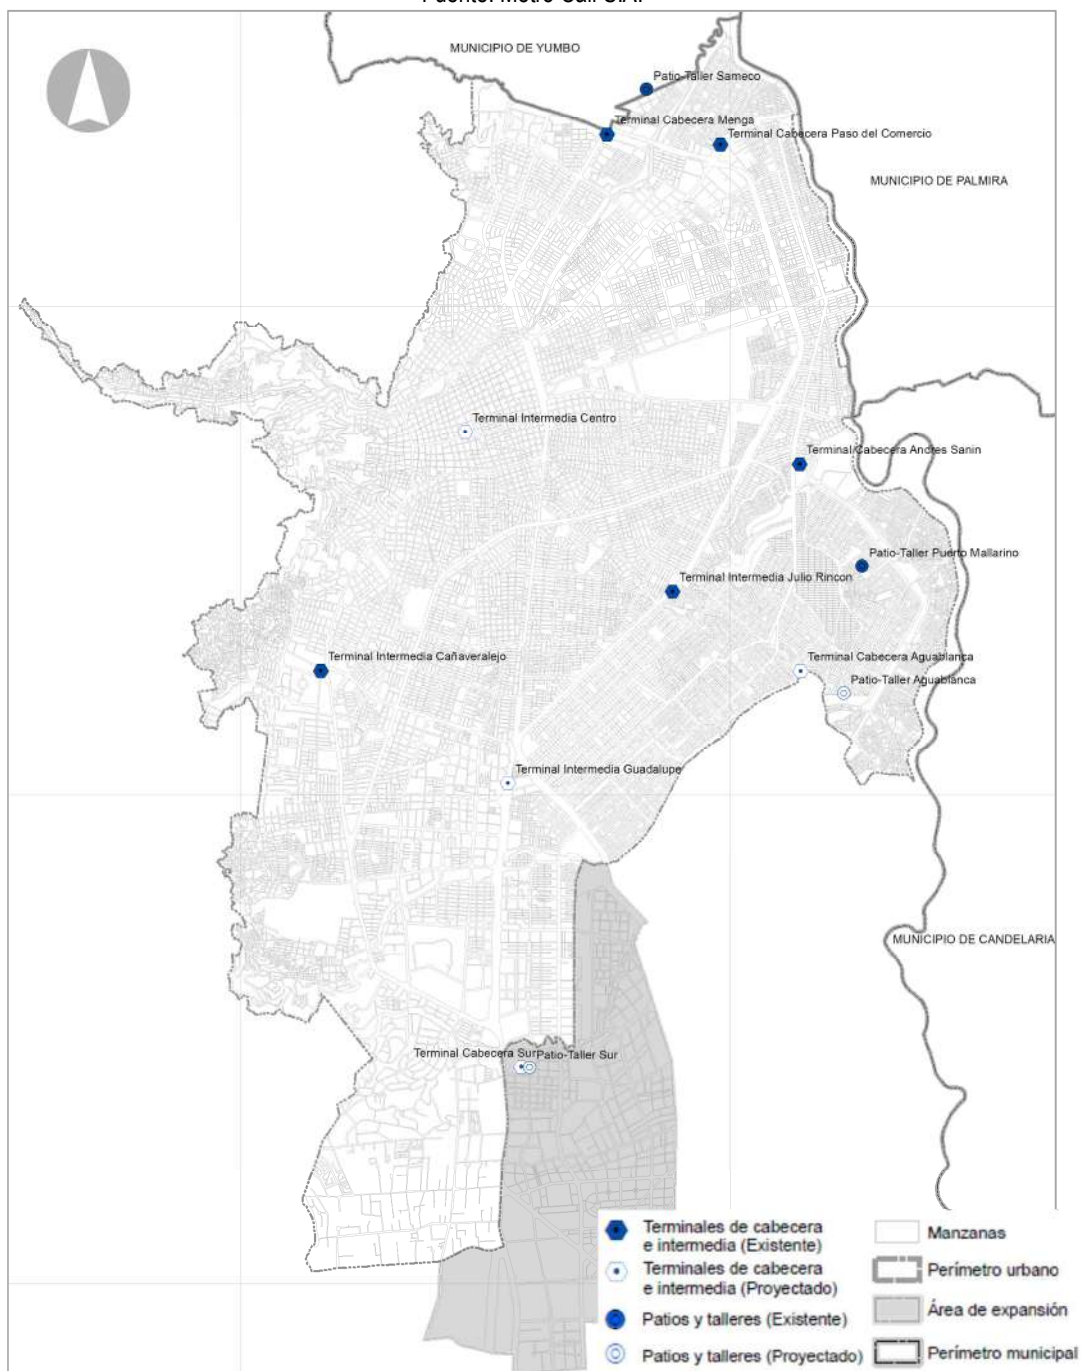 Fuente: Metro Cali S.A.
MUNICIPIO DE YUMBO
Patio-Taller Sameco
Terminal Cabecera Menga
Terminal Cabecera Paso del Comercio
MUNICIPIO DE PALMIRA
Terminal Intermedia Centro
Terminal Cabecera Andres Sanin
Patio-Taller Puerto Mallarino
Terminal Intermedia Julio Rincon
Terminal Intermedia Cañaveralejo
Terminal Cabecera Aguablanca
Patio-Taller Aguablanca
Terminal Intermedia Guadalupe
MUNICIPIO DE CANDELARIA
Terminal Cabecera Sur
Patio-Taller Sur
Terminales de cabecera
e intermedia (Existente)
Terminales de cabecera
e intermedia (Proyectado)
Patios y talleres (Existente)
Patios y talleres (Proyectado)
Manzanas
Perímetro urbano
Área de expansión
Perímetro municipal